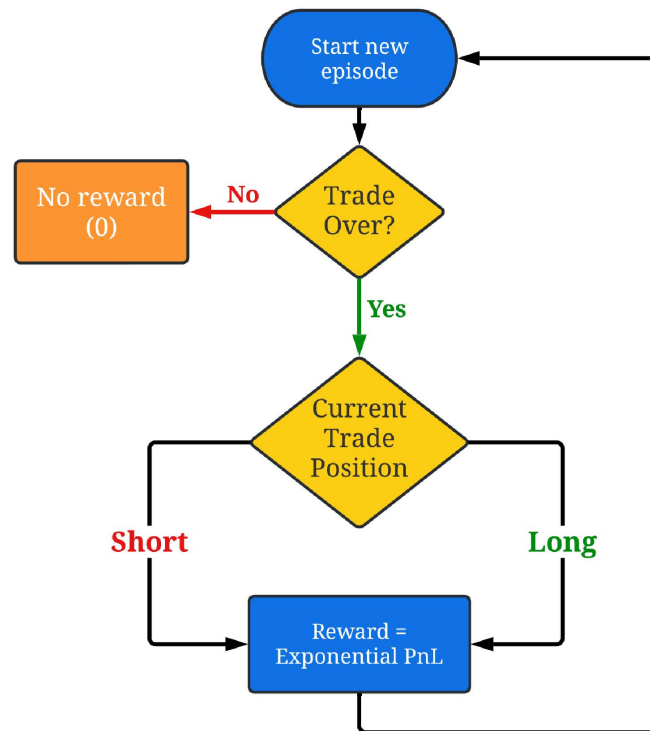 Start new
episode
Trade
Over?
No
No reward
(0)
Yes
Current
Trade
Position
Short
Long
Reward =
Exponential PnL